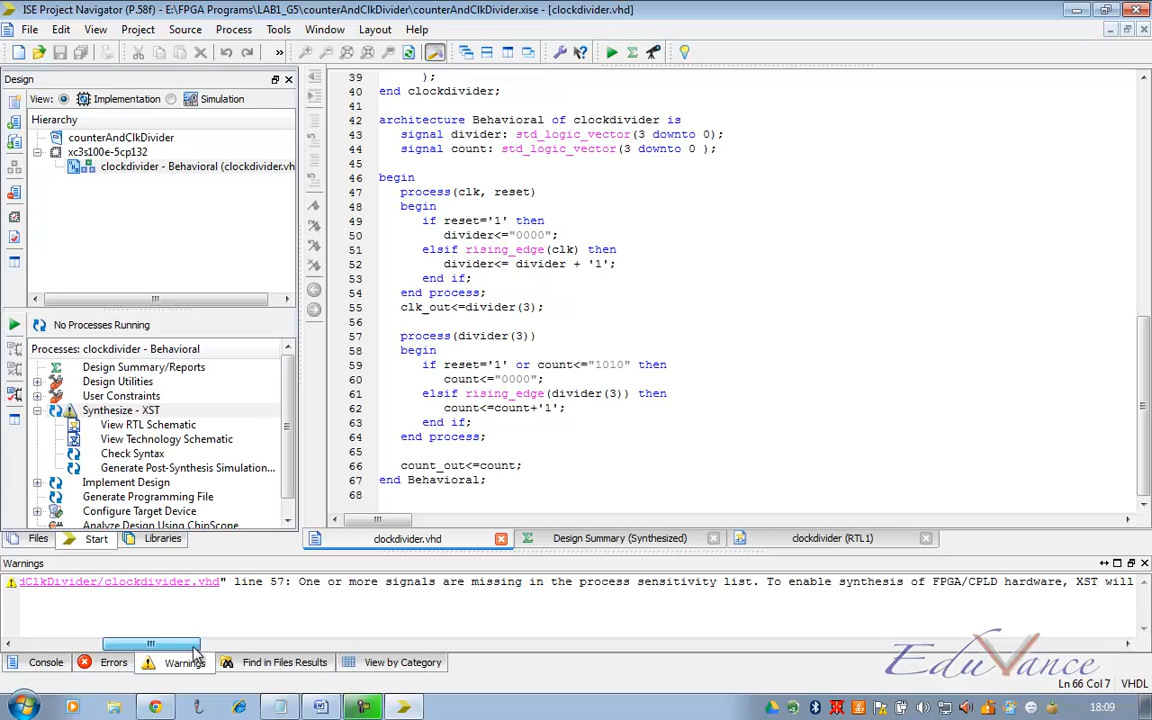 ISE Project Navigator (P.58f) - E:\FPGA Programs\LAB1_G5\counterAndClkDivider\counterAndClkDivider.xise - [clockdivider.vhd]
File Edit View Project Source Process Tools Window Layout Help
Design
View: Implementation Simulation
Hierarchy
counterAndClkDivider
xc3s100e-5cp132
clockdivider - Behavioral (clockdivider.vh
No Processes Running
Processes: clockdivider - Behavioral
Design Summary/Reports
Design Utilities
User Constraints
Synthesize - XST
View RTL Schematic
View Technology Schematic
Check Syntax
Generate Post-Synthesis Simulation...
Implement Design
Generate Programming File
Configure Target Device
Analyze Design Using ChipScope
Start
Files
Libraries
39 );
40 end clockdivider;
41
42 architecture Behavioral of clockdivider is
43 signal divider: std_logic_vector(3 downto 0);
44 signal count: std_logic_vector(3 downto 0 );
45
46 begin
47 process(clk, reset)
48 begin
49 if reset='1' then
50 divider<="0000";
51 elsif rising_edge(clk) then
52 divider<= divider + '1';
53 end if;
54 end process;
55 clk_out<=divider(3);
56
57 process(divider(3))
58 begin
59 if reset='1' or count<="1010" then
60 count<="0000";
61 elsif rising_edge(divider(3)) then
62 count<=count+'1';
63 end if;
64 end process;
65
66 count_out<=count;
67 end Behavioral;
68
clockdivider.vhd
Design Summary (Synthesized)
clockdivider (RTL1)
Warnings
dClkDivider/clockdivider.vhd" line 57: One or more signals are missing in the process sensitivity list. To enable synthesis of FPGA/CPLD hardware, XST will
Console Errors Warnings Find in Files Results View by Category
EduVance
Ln 66 Col 7 VHDL
18:09